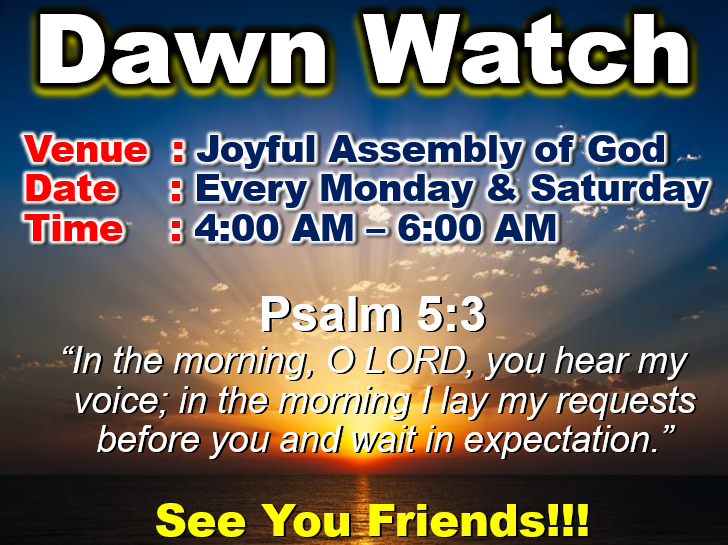 Dawn Watch
Venue : Joyful Assembly of God
Date : Every Monday & Saturday
Time : 4:00 AM – 6:00 AM
Psalm 5:3
“In the morning, O LORD, you hear my
voice; in the morning I lay my requests
before you and wait in expectation.”
See You Friends!!!